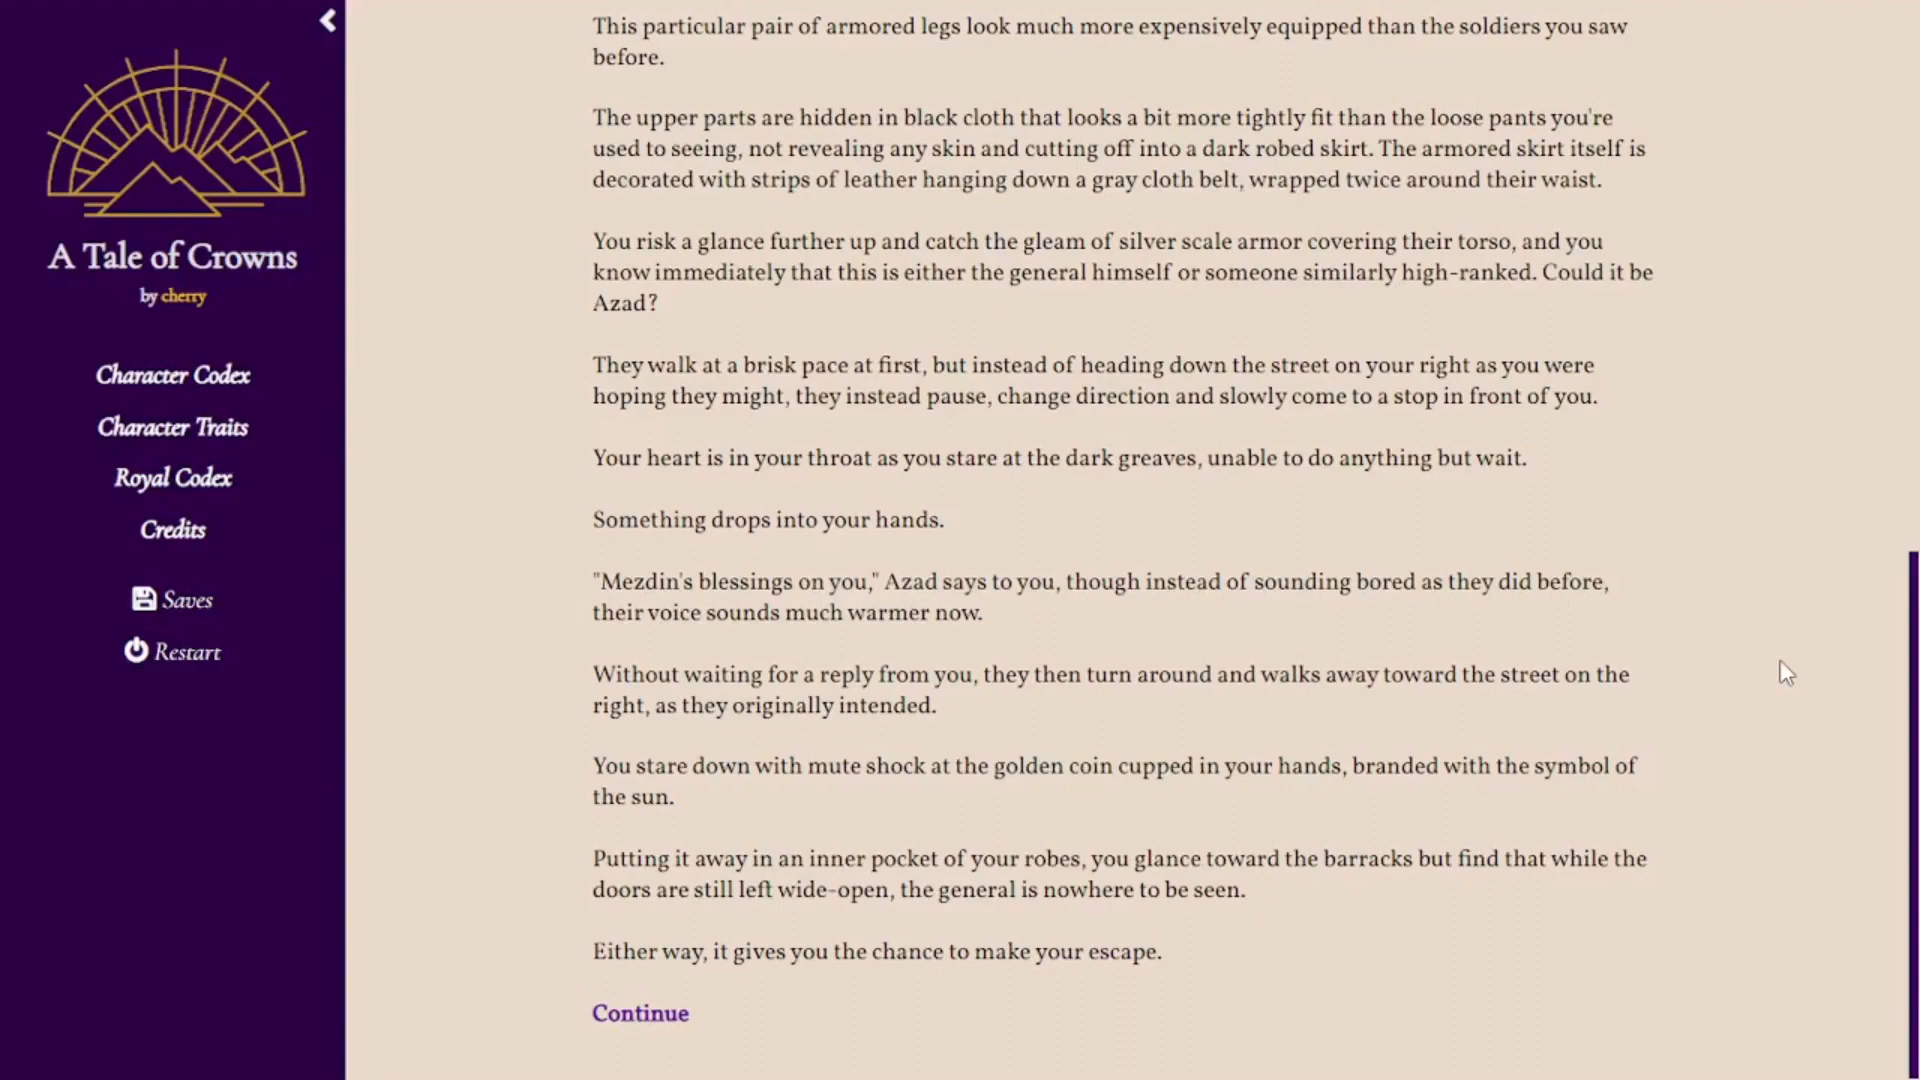 A Tale of Crowns
by cherry
Character Codex
Character Traits
Royal Codex
Credits
Saves
Restart
This particular pair of armored legs look much more expensively equipped than the soldiers you saw
before.
The upper parts are hidden in black cloth that looks a bit more tightly fit than the loose pants you're
used to seeing, not revealing any skin and cutting off into a dark robed skirt. The armored skirt itself is
decorated with strips of leather hanging down a gray cloth belt, wrapped twice around their waist.
You risk a glance further up and catch the gleam of silver scale armor covering their torso, and you
know immediately that this is either the general himself or someone similarly high-ranked. Could it be
Azad?
They walk at a brisk pace at first, but instead of heading down the street on your right as you were
hoping they might, they instead pause, change direction and slowly come to a stop in front of you.
Your heart is in your throat as you stare at the dark greaves, unable to do anything but wait.
Something drops into your hands.
"Mezdin's blessings on you," Azad says to you, though instead of sounding bored as they did before,
their voice sounds much warmer now.
Without waiting for a reply from you, they then turn around and walks away toward the street on the
right, as they originally intended.
You stare down with mute shock at the golden coin cupped in your hands, branded with the symbol of
the sun.
Putting it away in an inner pocket of your robes, you glance toward the barracks but find that while the
doors are still left wide-open, the general is nowhere to be seen.
Either way, it gives you the chance to make your escape.
Continue